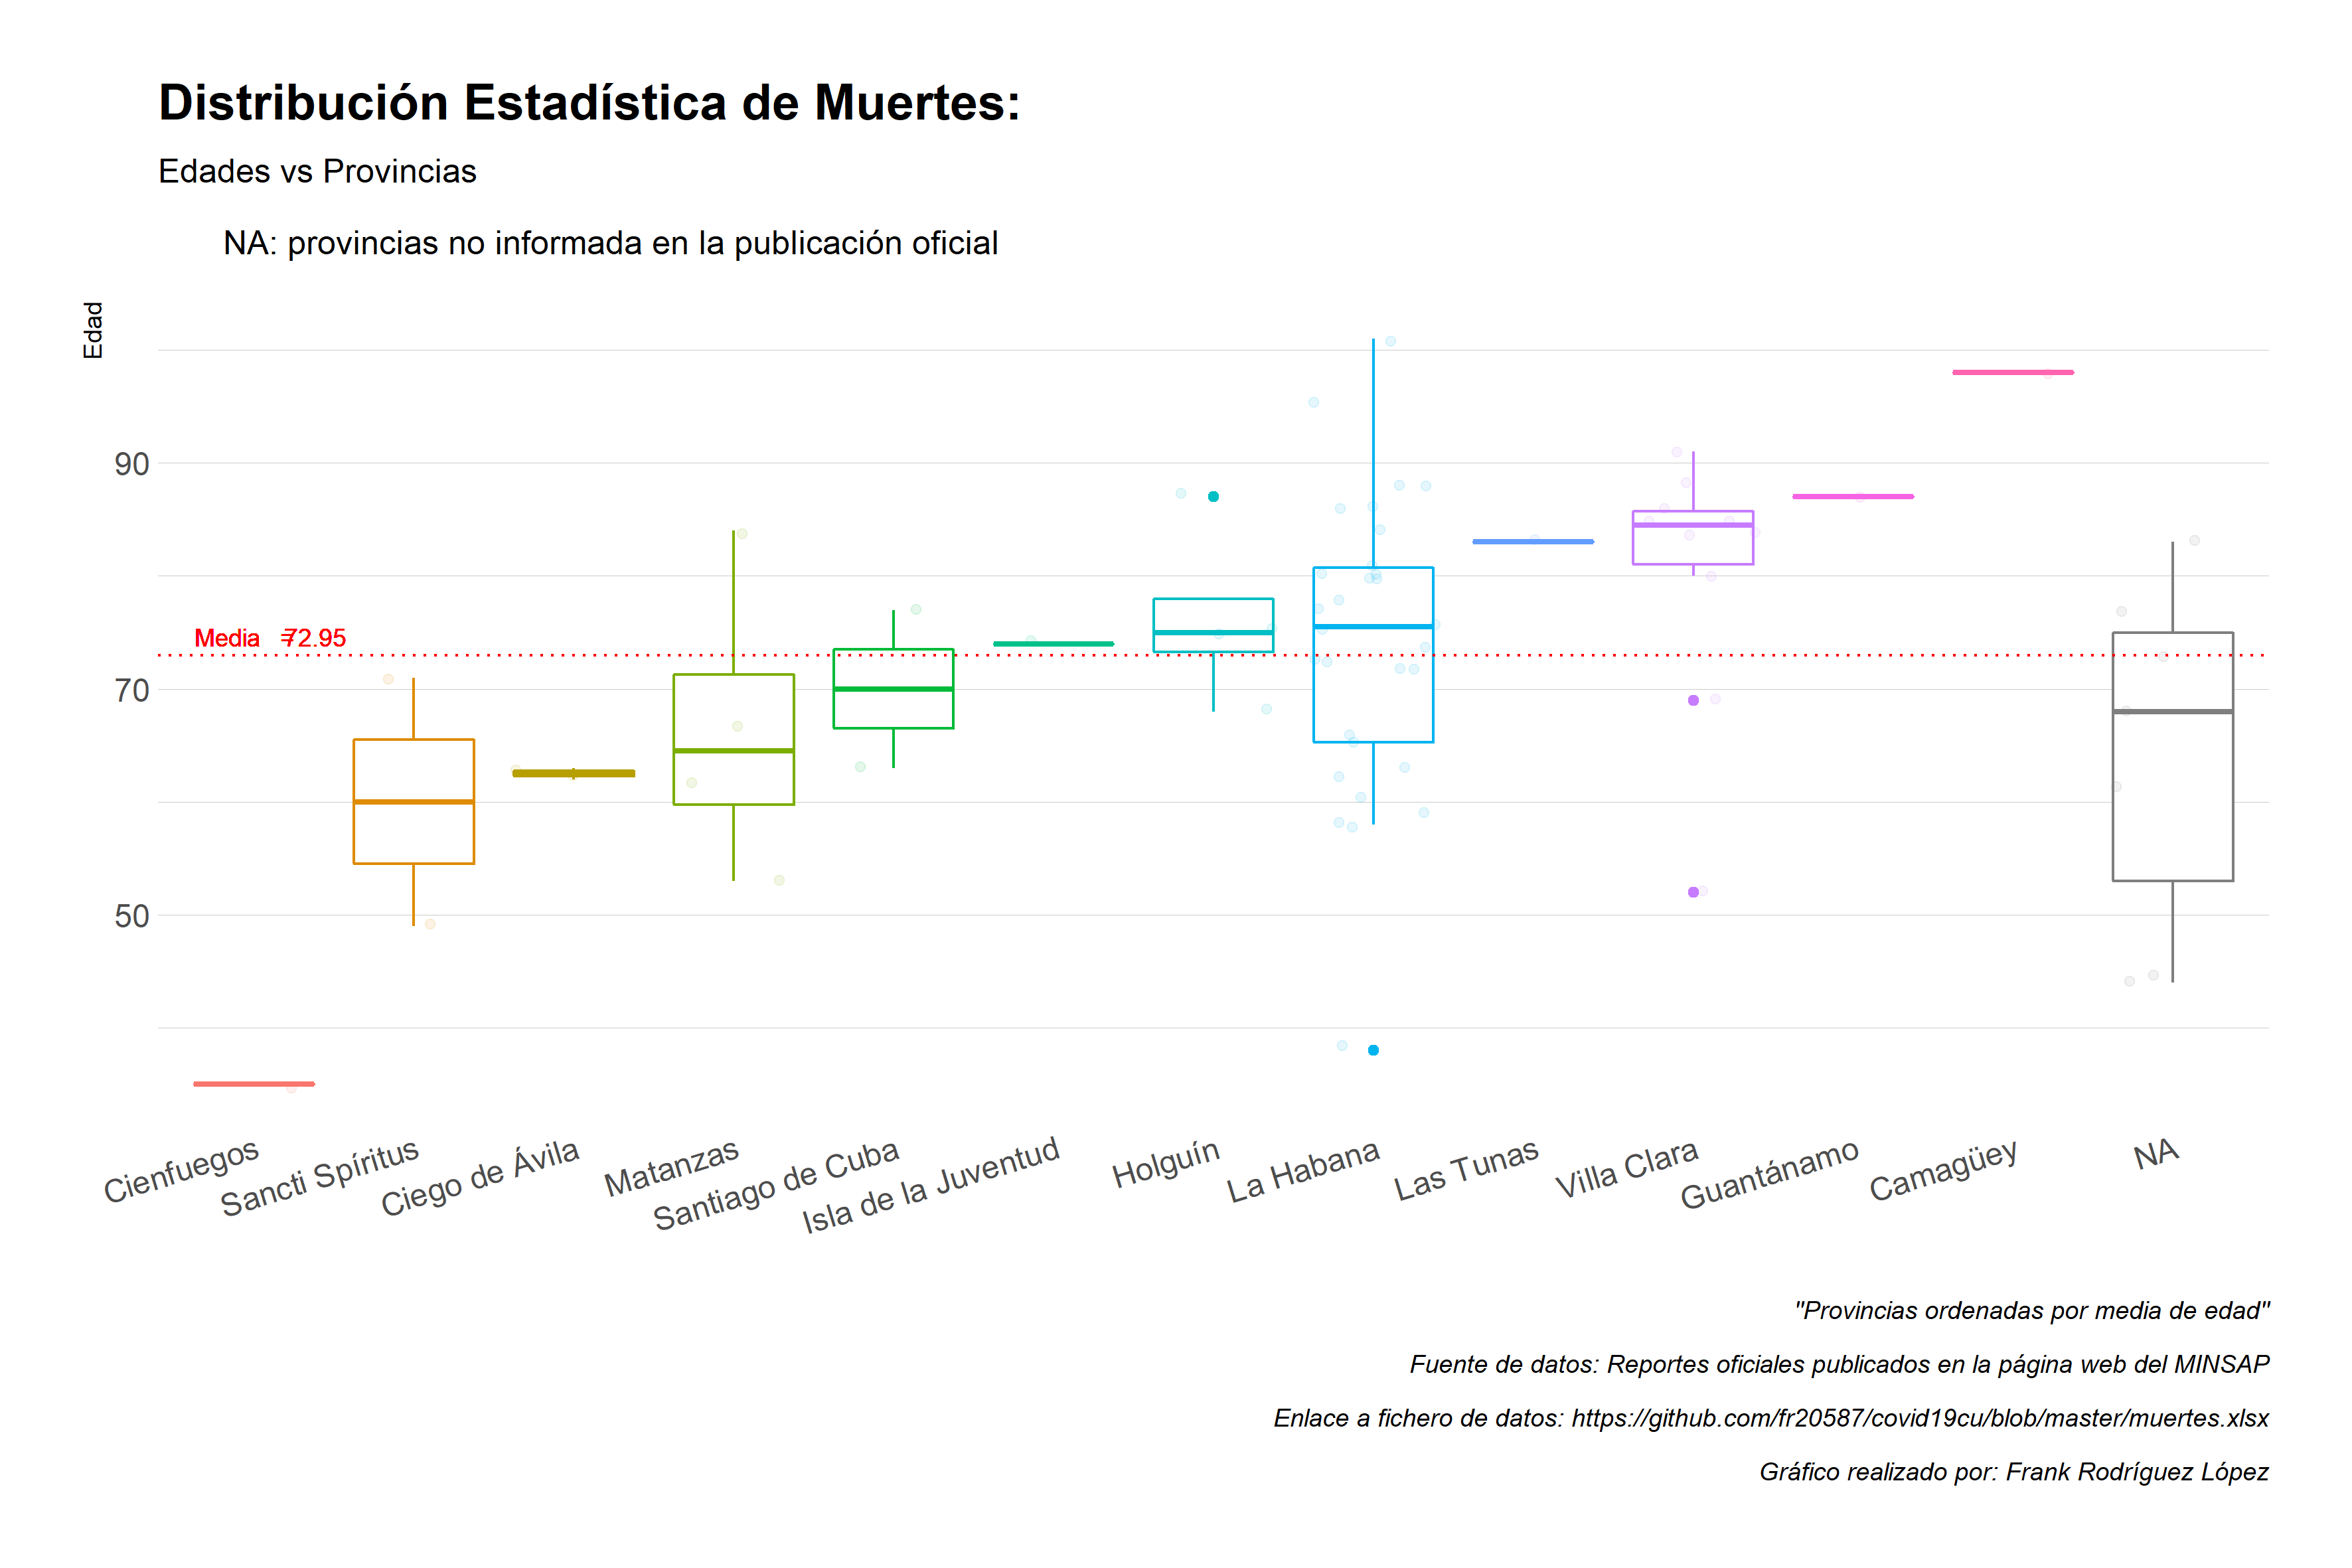 Distribución Estadística de Muertes:
Edades vs Provincias
NA: provincias no informada en la publicación oficial
Edad
90
70
50
Media = 72.95
Cienfuegos
Sancti Spíritus
Ciego de Ávila
Matanzas
Santiago de Cuba
Isla de la Juventud
Holguín
La Habana
Las Tunas
Villa Clara
Guantánamo
Camagüey
NA
"Provincias ordenadas por media de edad"
Fuente de datos: Reportes oficiales publicados en la página web del MINSAP
Enlace a fichero de datos: https://github.com/fr20587/covid19cu/blob/master/muertes.xlsx
Gráfico realizado por: Frank Rodríguez López